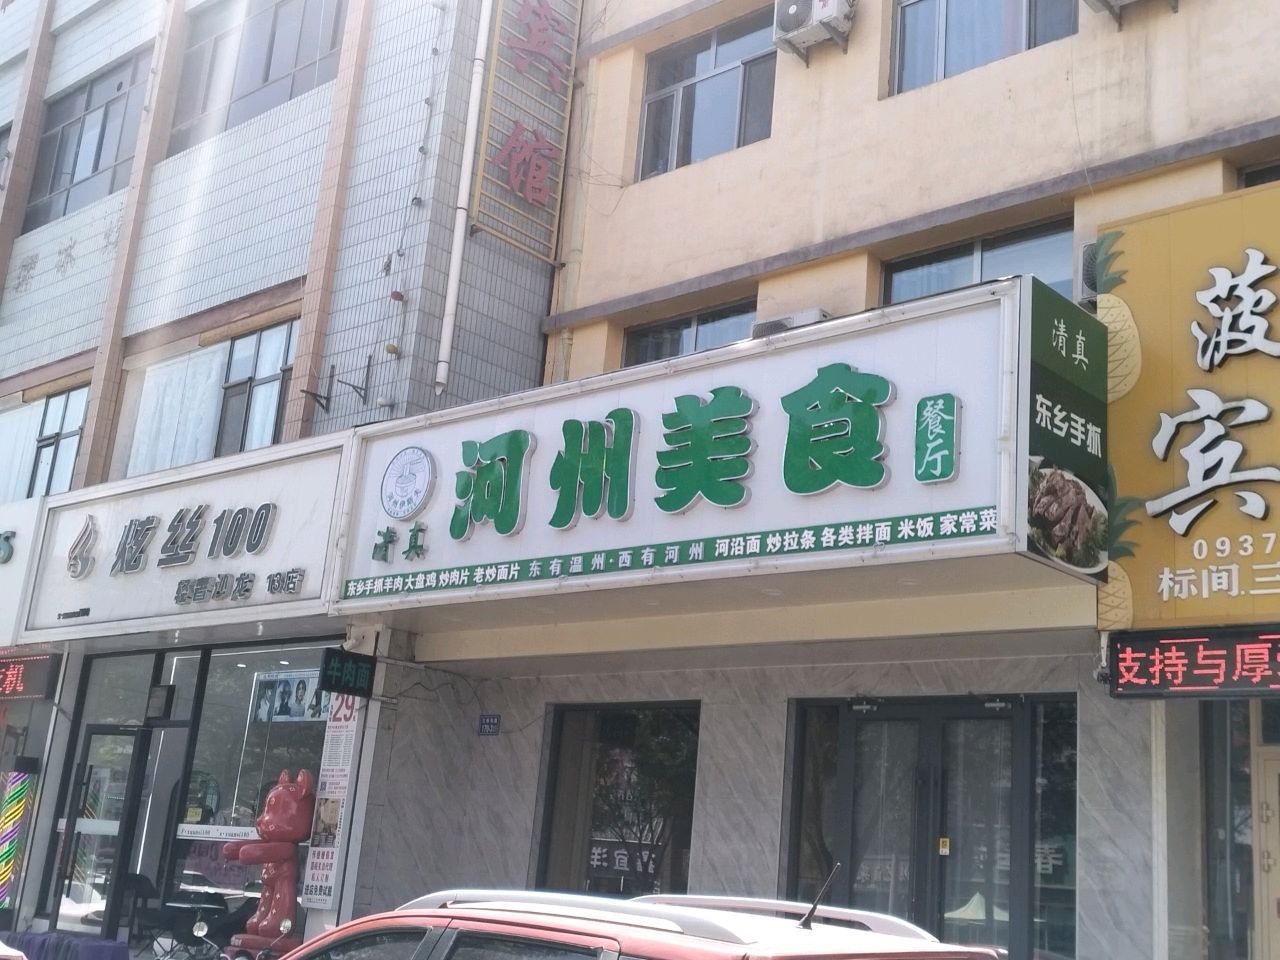 宾
馆
炫丝100
13店
清真
河州美食
餐厅
东乡手抓羊肉 大盘鸡 炒肉片 老炒面片 东有温州·西有河州 河沿面 炒拉条 各类拌面 米饭 家常菜
清真
东乡手抓
菠
宾
0937
标间.三
支持与厚
牛肉面
29